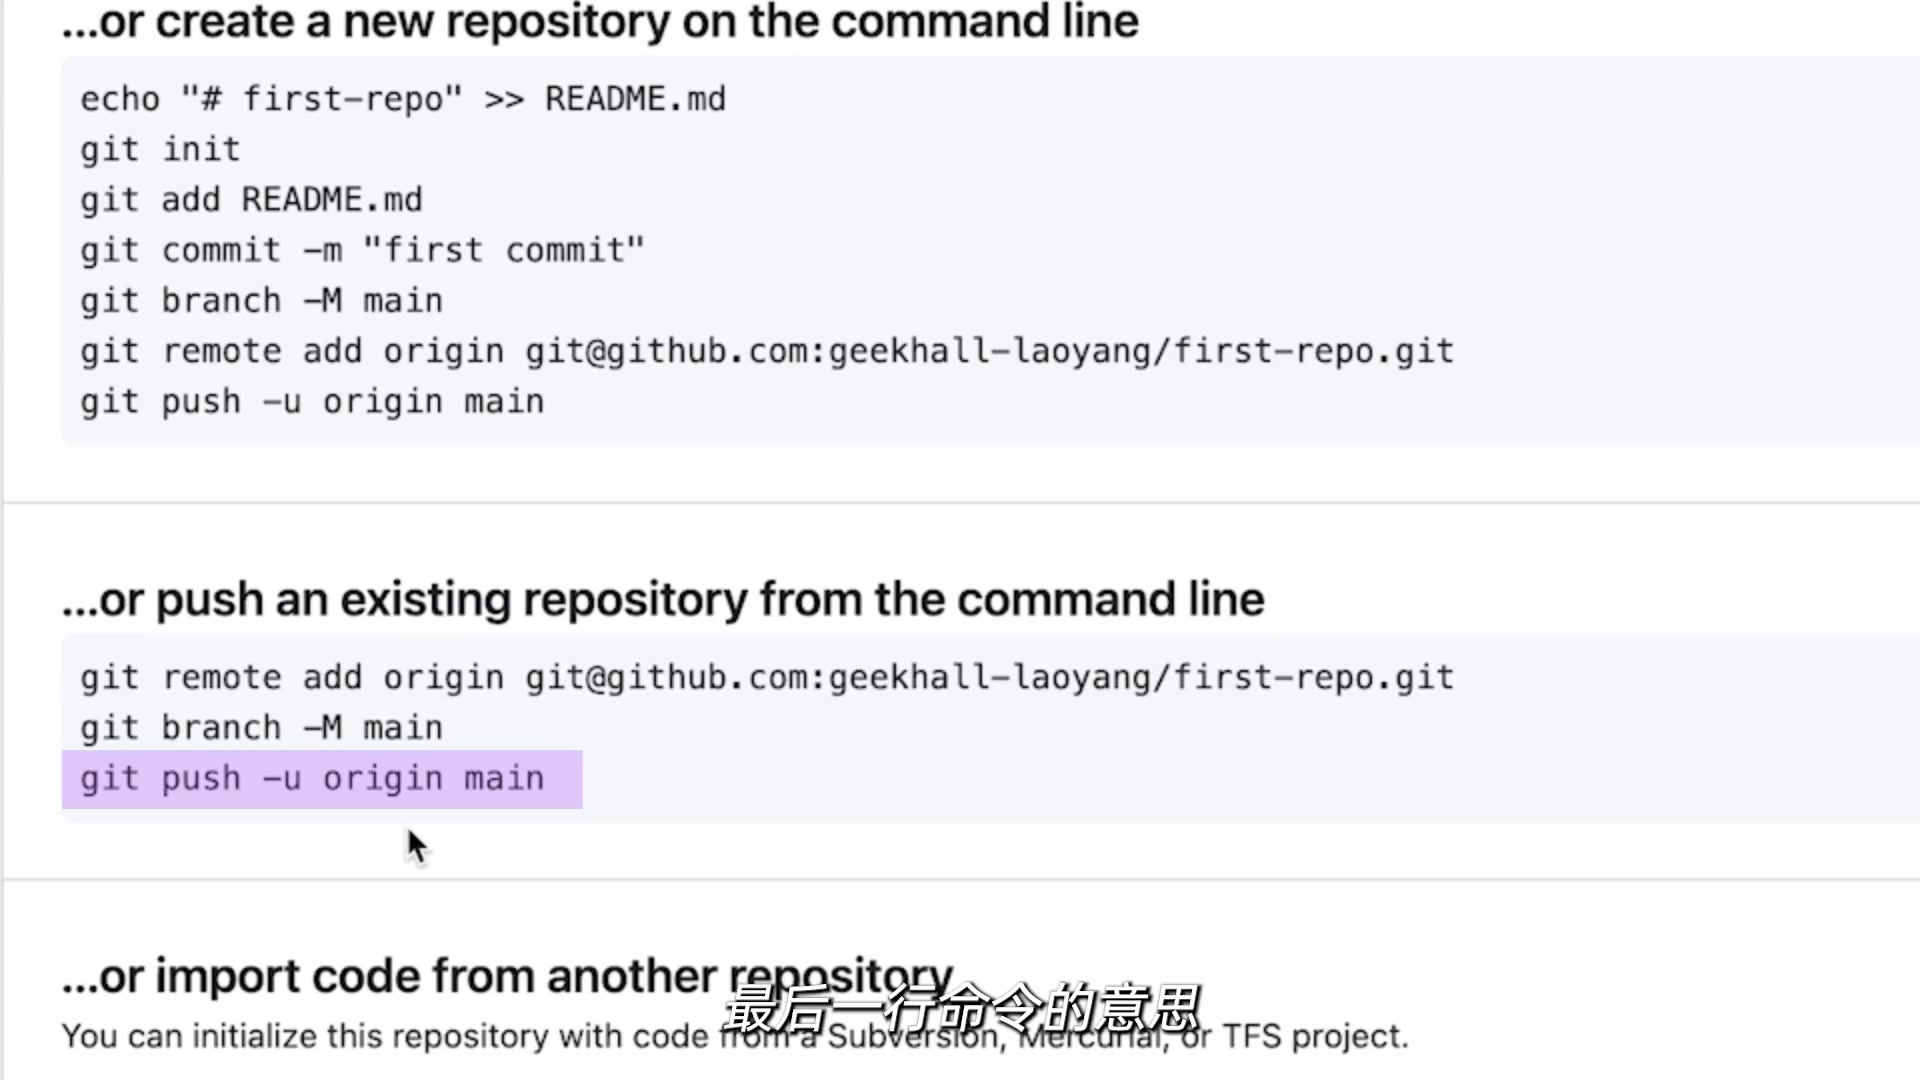 ...or create a new repository on the command line
echo "# first-repo" >> README.md
git init
git add README.md
git commit -m "first commit"
git branch -M main
git remote add origin git@github.com:geekhall-laoyang/first-repo.git
git push -u origin main
...or push an existing repository from the command line
git remote add origin git@github.com:geekhall-laoyang/first-repo.git
git branch -M main
git push -u origin main
...or import code from another repository
最后一行命令的意思
You can initialize this repository with code from a Subversion, Mercurial, or TFS project.